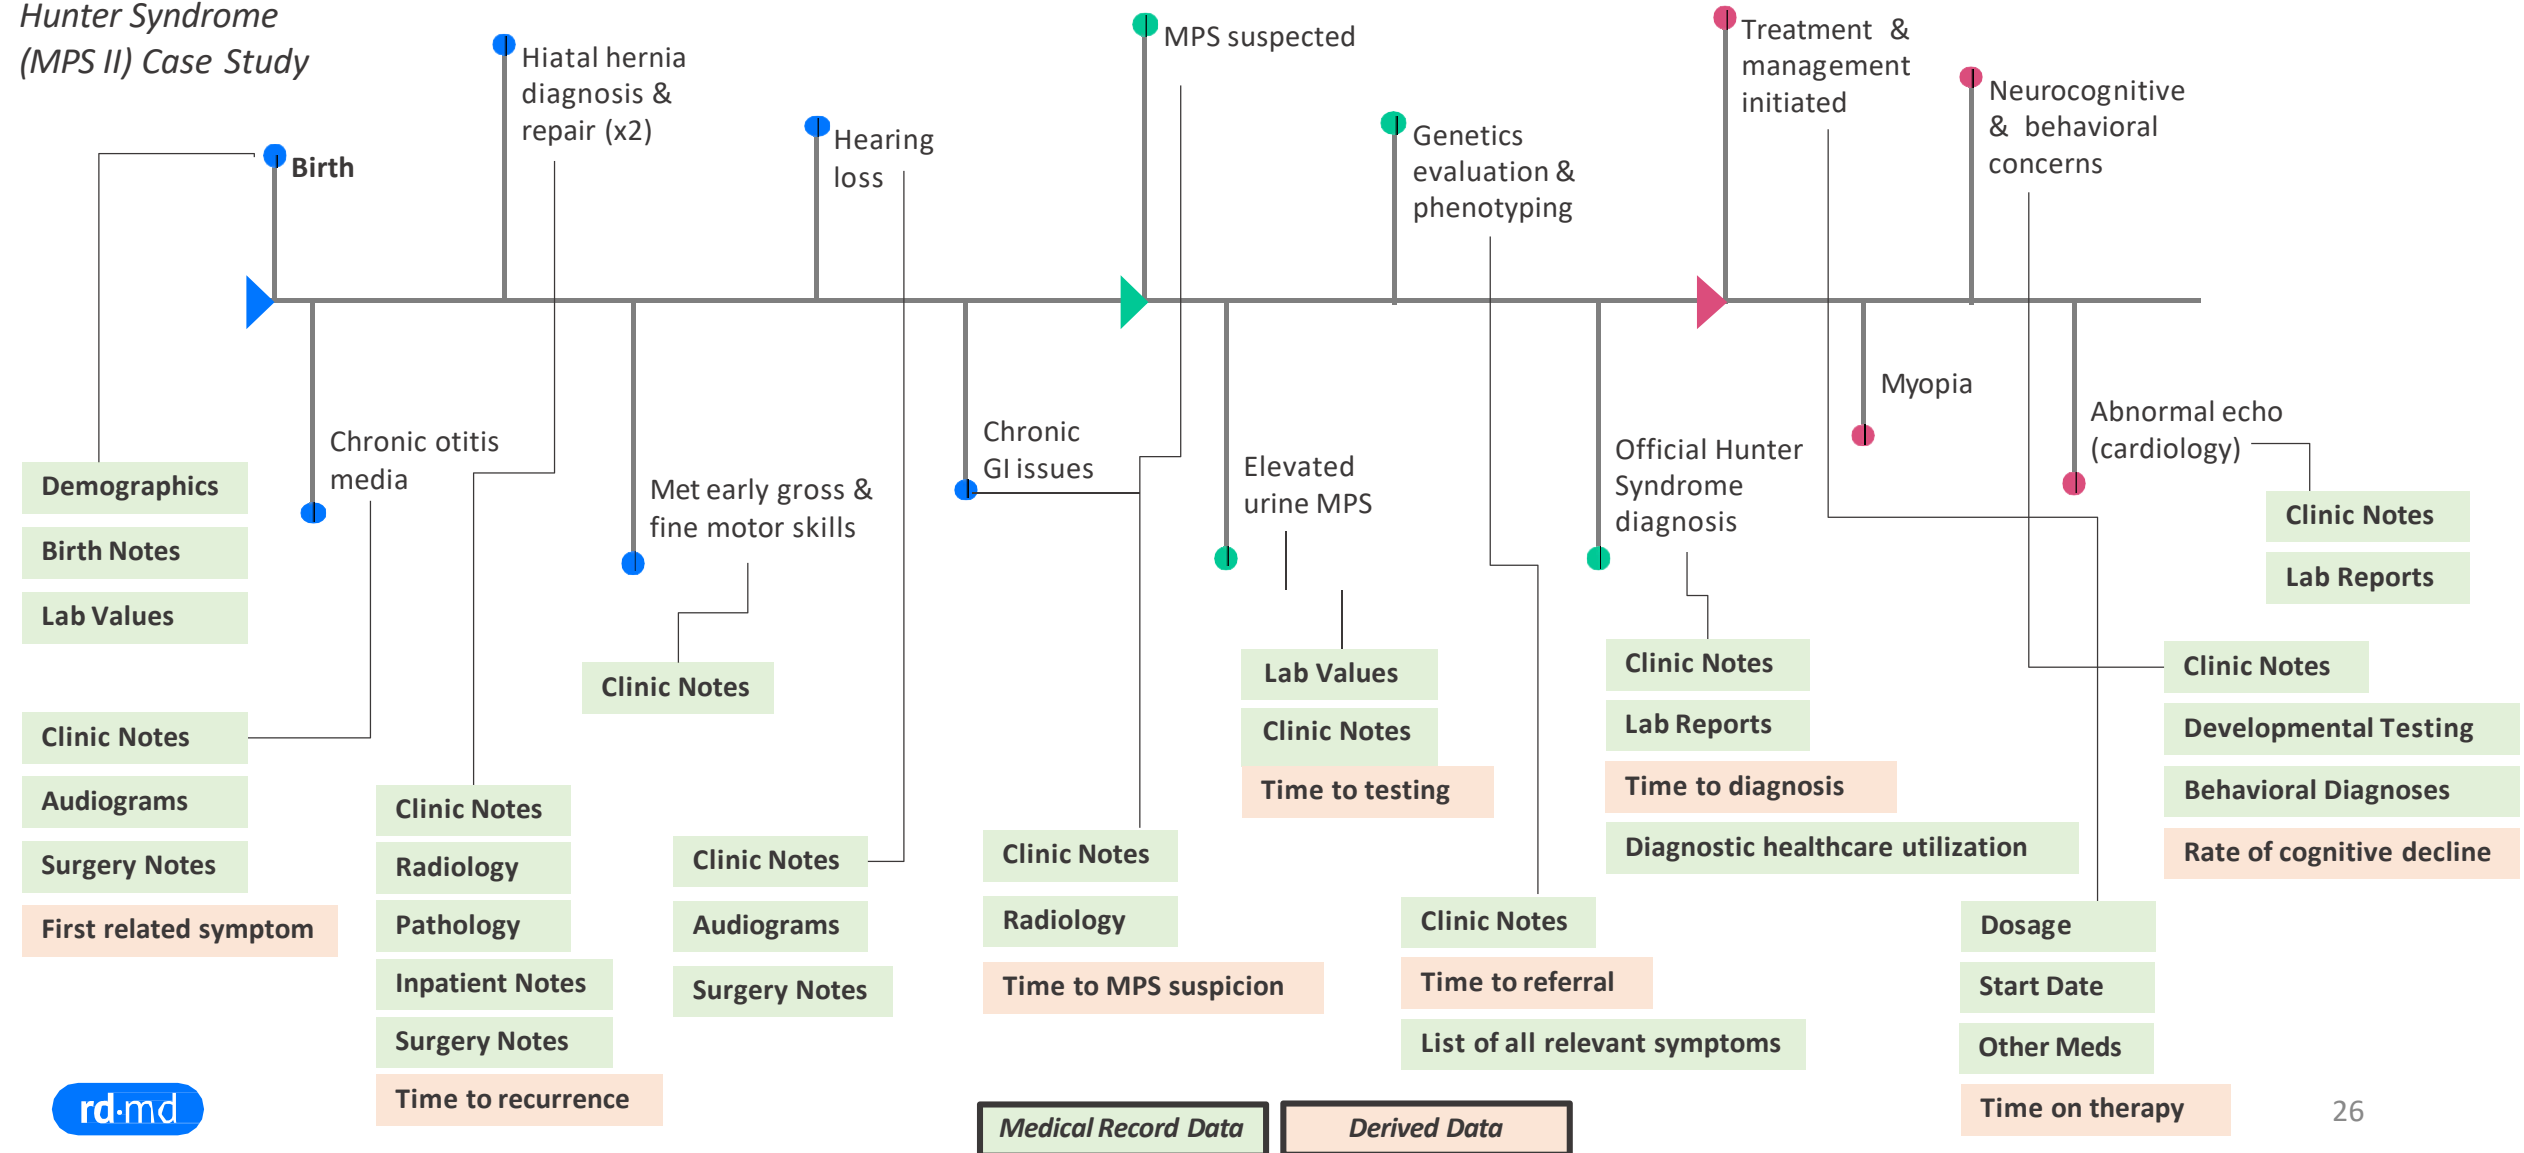 Hunter Syndrome
(MPS II) Case Study
Birth
Hiatal hernia
diagnosis &
repair (x2)
Hearing
loss
MPS suspected
Genetics
evaluation &
phenotyping
Treatment &
management
initiated
Neurocognitive
& behavioral
concerns
Chronic otitis
media
Met early gross &
fine motor skills
Chronic
GI issues
Elevated
urine MPS
Official Hunter
Syndrome
diagnosis
Myopia
Abnormal echo
(cardiology)
Demographics
Birth Notes
Lab Values
Clinic Notes
Audiograms
Surgery Notes
First related symptom
Clinic Notes
Radiology
Pathology
Inpatient Notes
Surgery Notes
Time to recurrence
Clinic Notes
Clinic Notes
Audiograms
Surgery Notes
Clinic Notes
Radiology
Time to MPS suspicion
Lab Values
Clinic Notes
Time to testing
Clinic Notes
Time to referral
List of all relevant symptoms
Clinic Notes
Lab Reports
Time to diagnosis
Diagnostic healthcare utilization
Dosage
Start Date
Other Meds
Time on therapy
Clinic Notes
Developmental Testing
Behavioral Diagnoses
Rate of cognitive decline
Clinic Notes
Lab Reports
rd·md
Medical Record Data
Derived Data
26